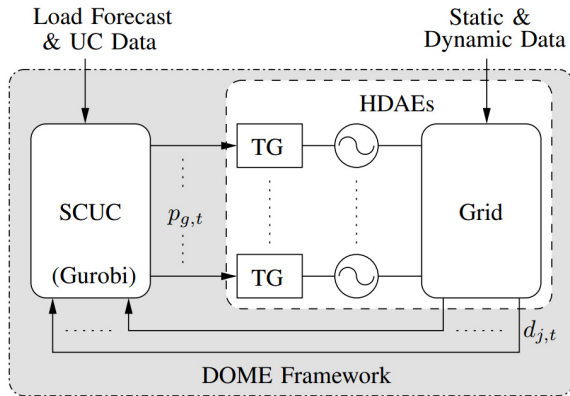 Load Forecast
& UC Data
Static &
Dynamic Data
HDAEs
TG
SCUC
p_{g,t}
Grid
(Gurobi)
TG
d_{j,t}
DOME Framework